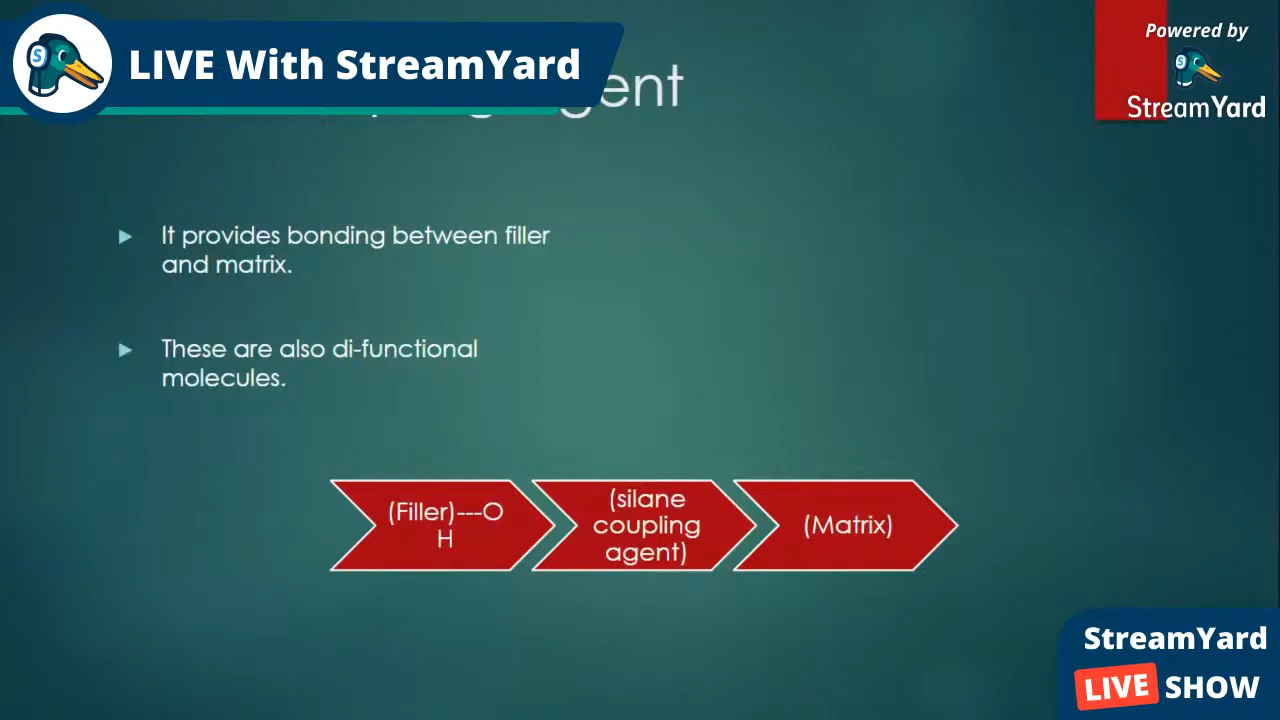 LIVE With StreamYard
Powered by
StreamYard
It provides bonding between filler
and matrix.
These are also di-functional
molecules.
(Filler)---O
H
(silane
coupling
agent)
(Matrix)
StreamYard
LIVE SHOW